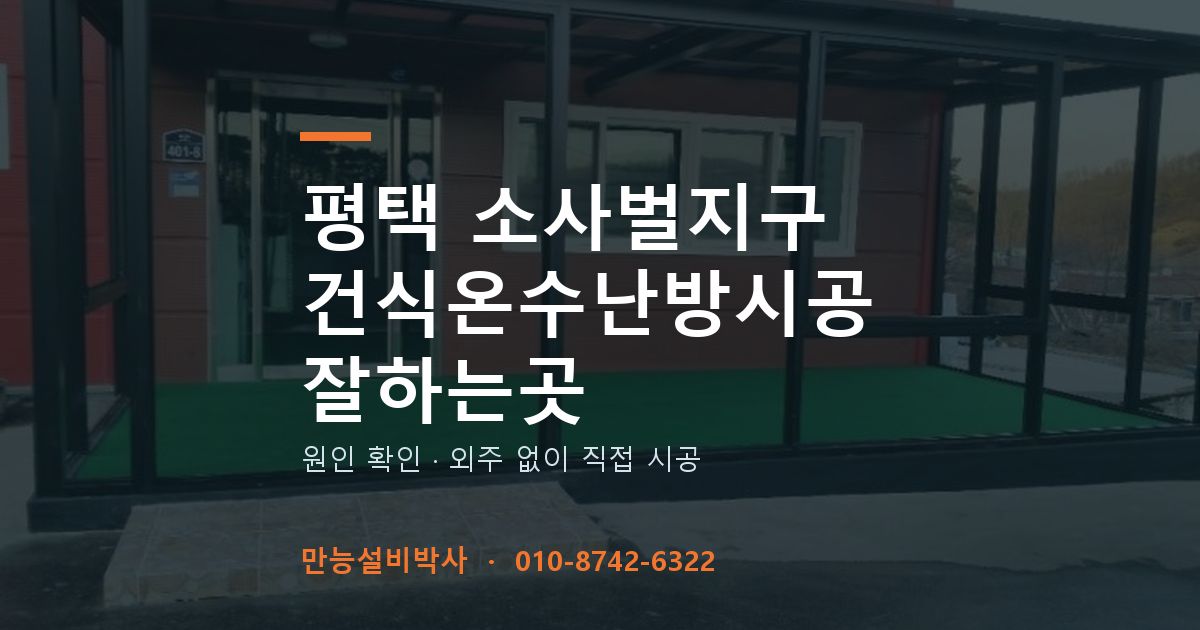 401-8
평택 소사벌지구
건식온수난방시공
잘하는곳
원인 확인 · 외주 없이 직접 시공
만능설비박사 · 010-8742-6322